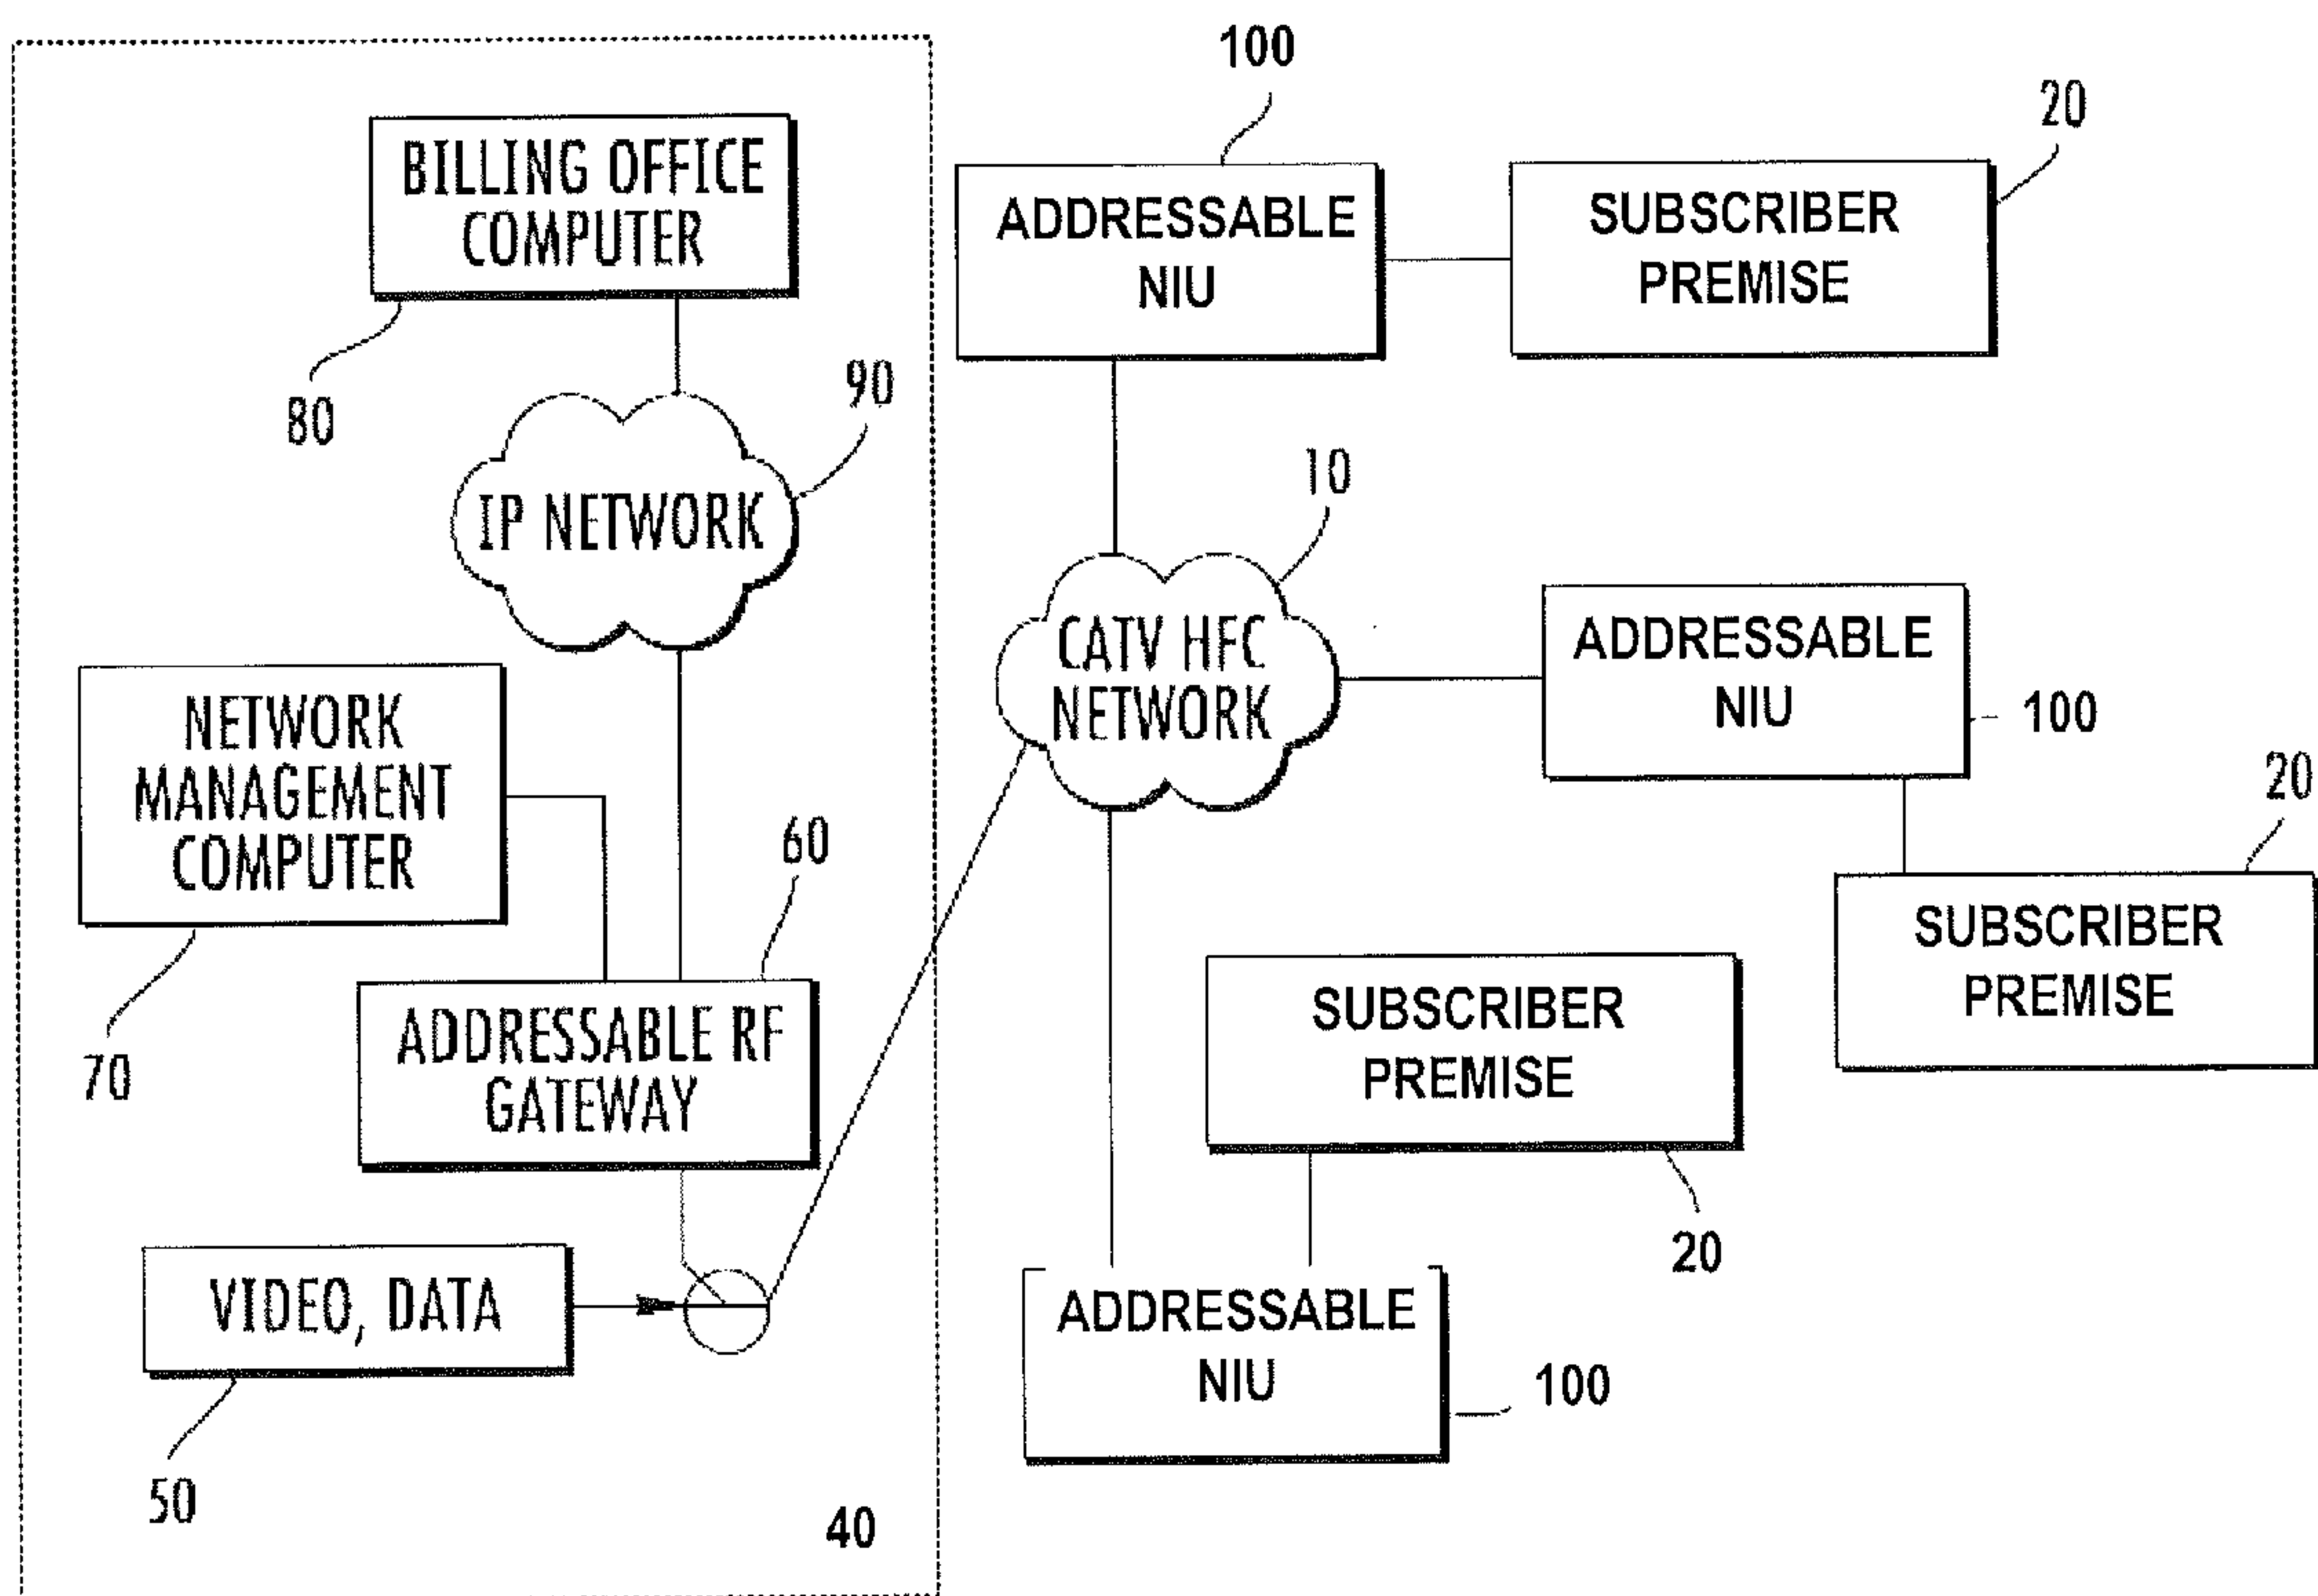 BILLING OFFICE
COMPUTER
80
90
IP NETWORK
NETWORK
MANAGEMENT
COMPUTER
70
60
ADDRESSABLE RF
GATEWAY
VIDEO, DATA
50
40
100
ADDRESSABLE
NIU
20
SUBSCRIBER
PREMISE
10
CATV HFC
NETWORK
ADDRESSABLE
NIU
100
20
SUBSCRIBER
PREMISE
SUBSCRIBER
PREMISE
20
ADDRESSABLE
NIU
100